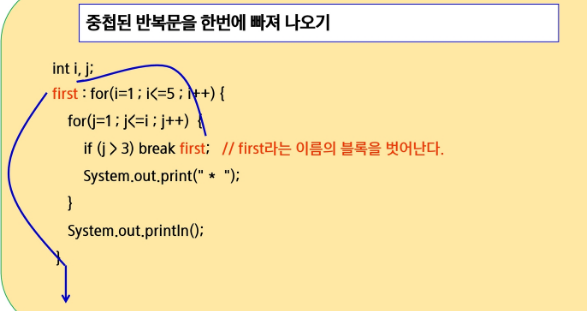 중첩된 반복문을 한번에 빠져 나오기
int i, j;
first : for(i=1 ; i<=5 ; i++) {
for(j=1 ; j<=i ; j++) {
if (j > 3) break first; // first라는 이름의 블록을 벗어난다.
System.out.print(" * ");
}
System.out.println();
}